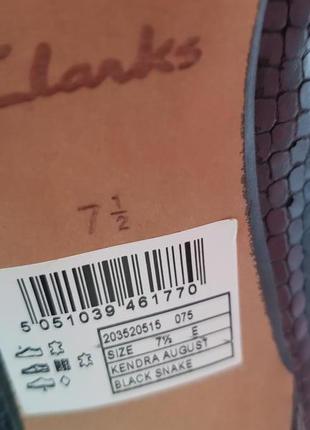 Clarks
7 1/2
5 051039 461770
203520515 075
SIZE 7½ E
KENDRA AUGUST
BLACK SNAKE